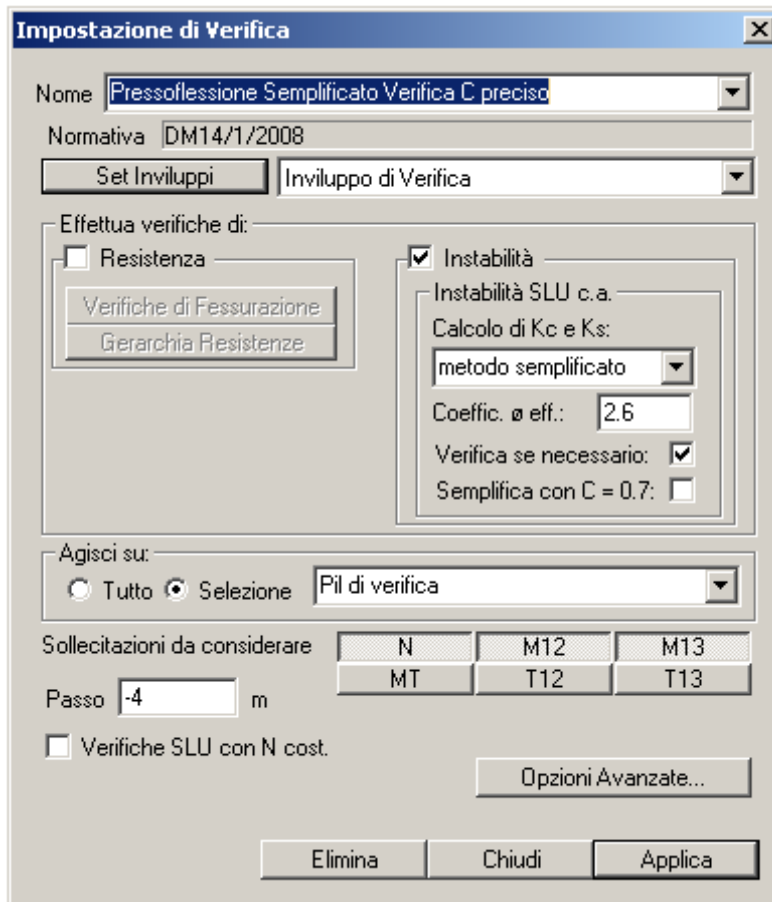 Impostazione di Verifica
Nome Pressoflessione Semplificato Verifica C preciso
Normativa DM14/1/2008
Set Inviluppi Inviluppo di Verifica
Effettua verifiche di:
Resistenza
Verifiche di Fessurazione
Gerarchia Resistenze
Instabilità
Instabilità SLU c.a.
Calcolo di Kc e Ks:
metodo semplificato
Coeffic. ø eff.: 2.6
Verifica se necessario:
Semplifica con C = 0.7:
Agisci su:
Tutto Selezione Pil di verifica
Sollecitazioni da considerare N M12 M13
MT T12 T13
Passo -4 m
Verifiche SLU con N cost.
Opzioni Avanzate...
Elimina Chiudi Applica